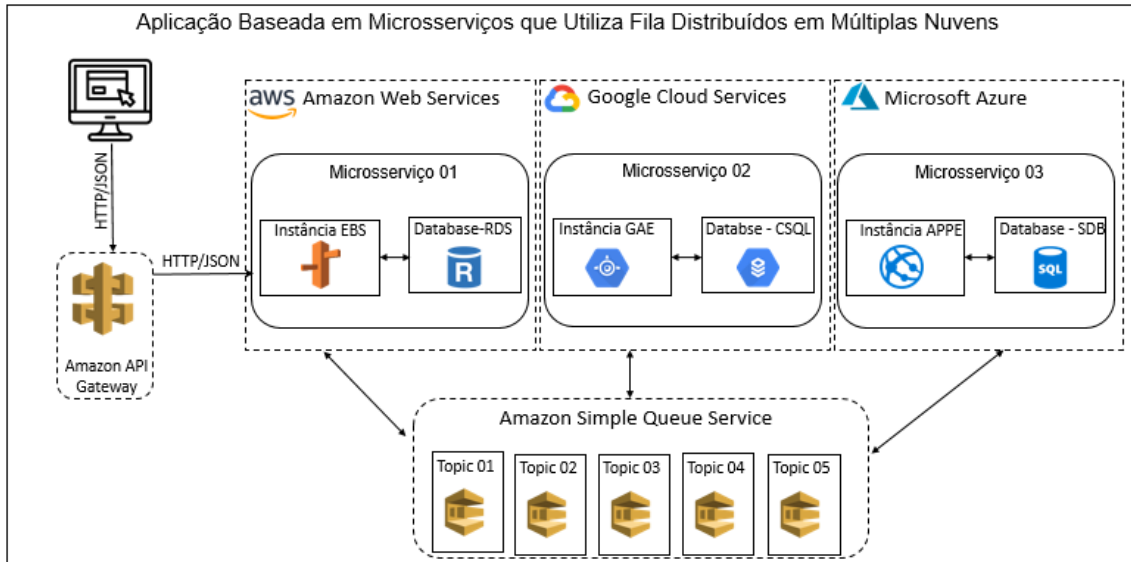 Aplicação Baseada em Microsserviços que Utiliza Fila Distribuídos em Múltiplas Nuvens
HTTP/JSON
HTTP/JSON
Amazon API
Gateway
aws Amazon Web Services
Google Cloud Services
Microsoft Azure
Microsserviço 01
Instância EBS
Database-RDS
R
Microsserviço 02
Instância GAE
Databse - CSQL
Microsserviço 03
Instância APPE
Database - SDB
SQL
Amazon Simple Queue Service
Topic 01
Topic 02
Topic 03
Topic 04
Topic 05